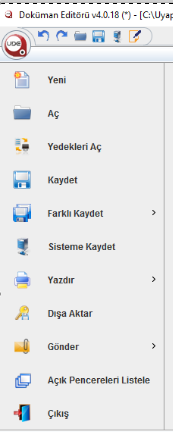 Doküman Editörü v4.0.18 (*) - [C:\Uyap
UDE
Yeni
Aç
Yedekleri Aç
Kaydet
Farklı Kaydet
Sisteme Kaydet
Yazdır
Dışa Aktar
Gönder
Açık Pencereleri Listele
Çıkış